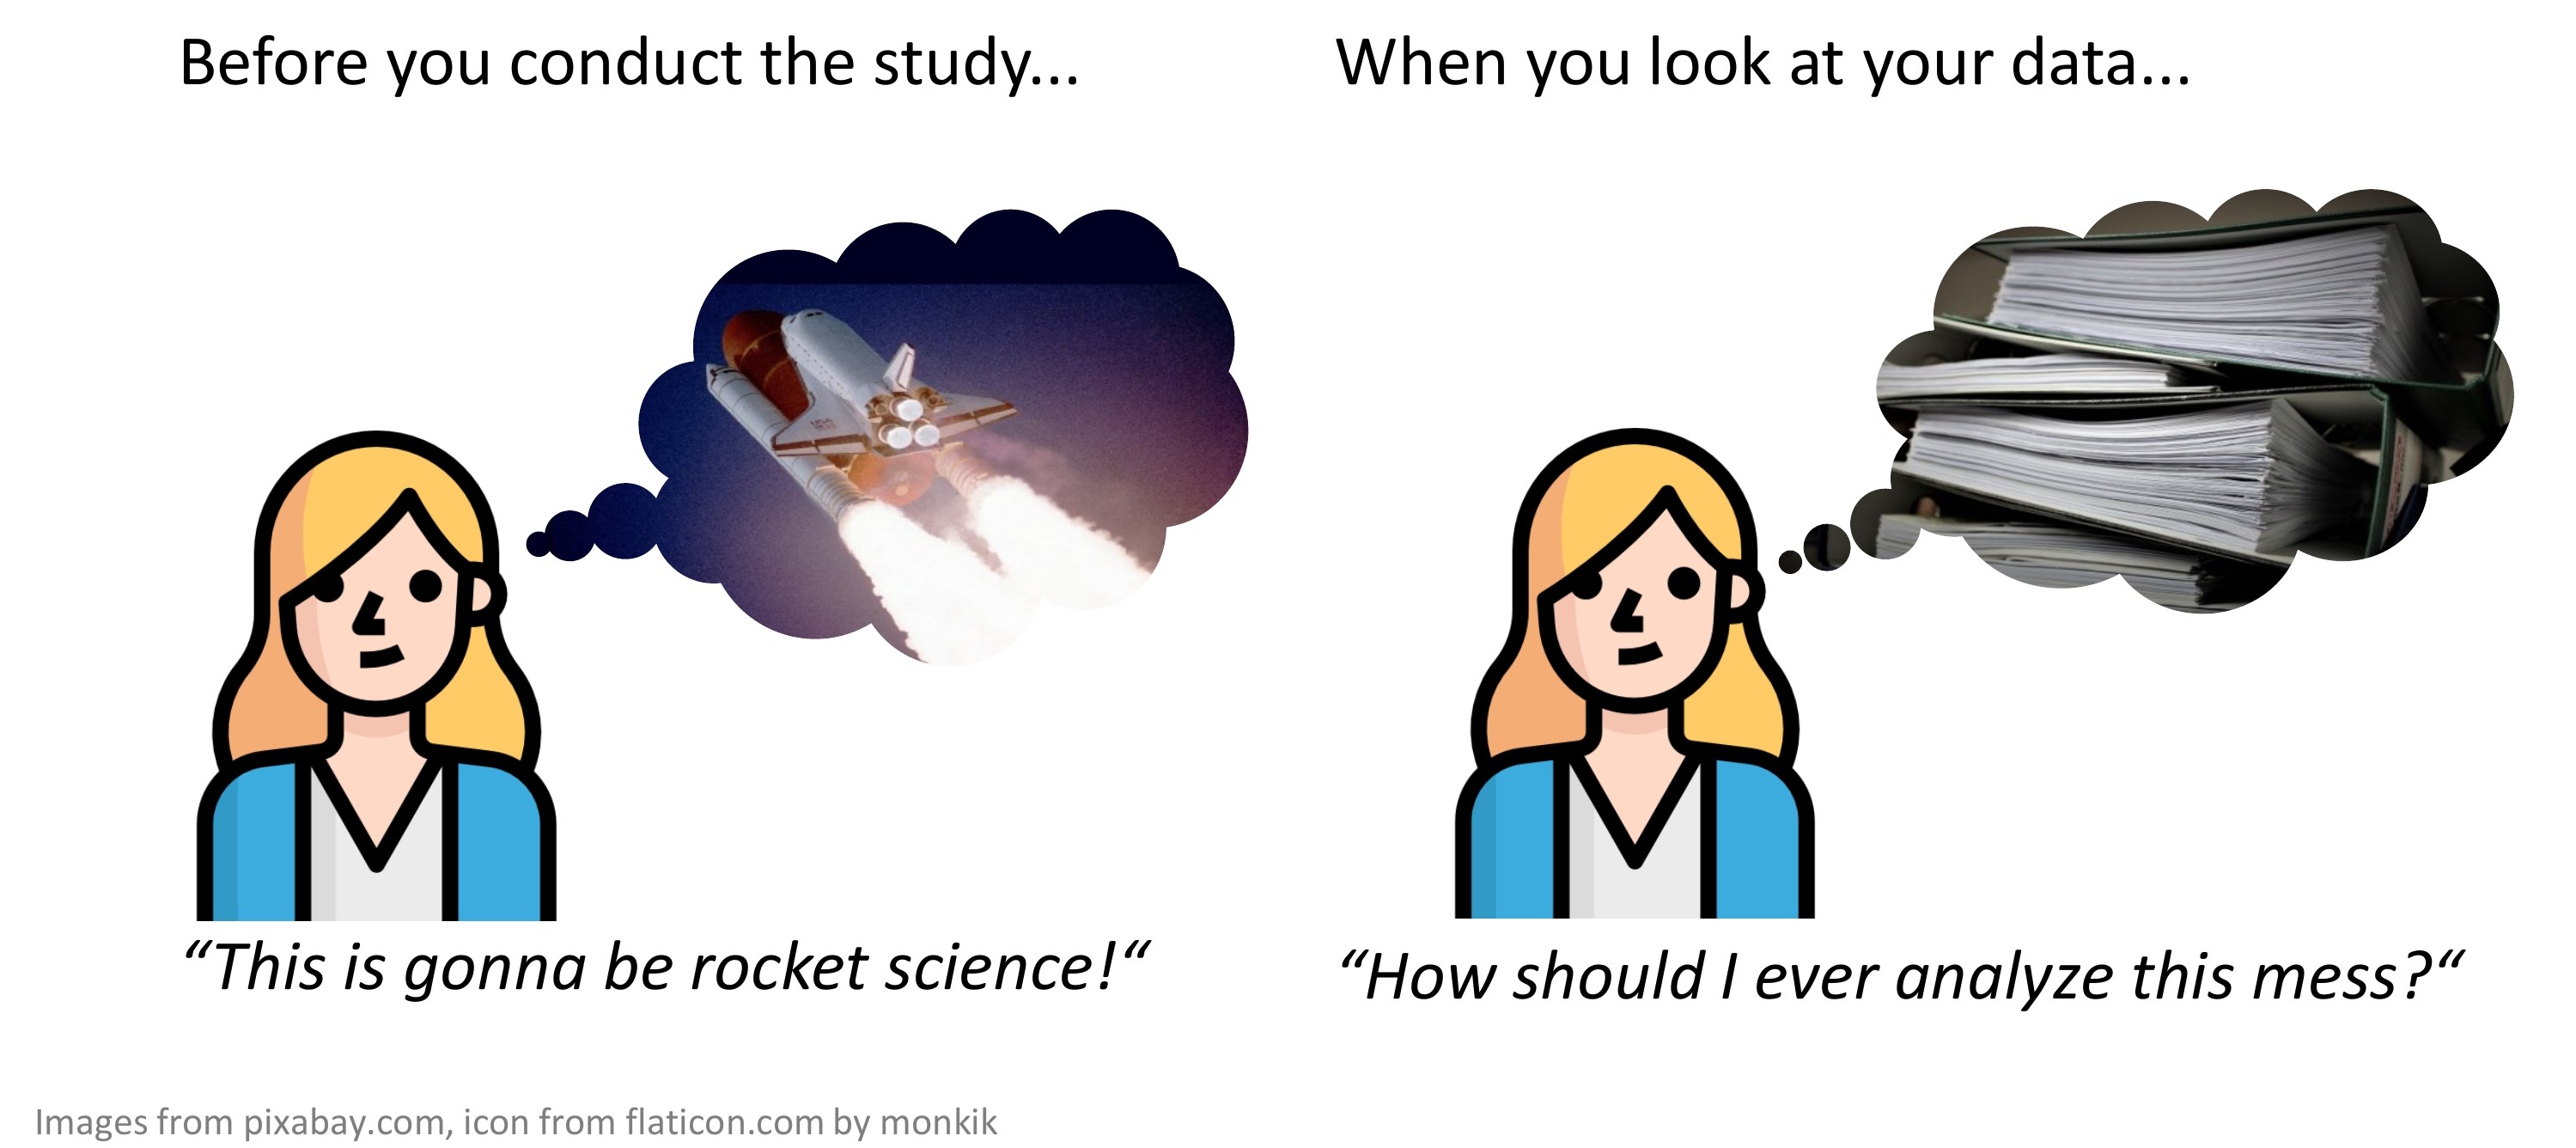 Before you conduct the study...
When you look at your data...
“This is gonna be rocket science!“
“How should I ever analyze this mess?“
Images from pixabay.com, icon from flaticon.com by monkik